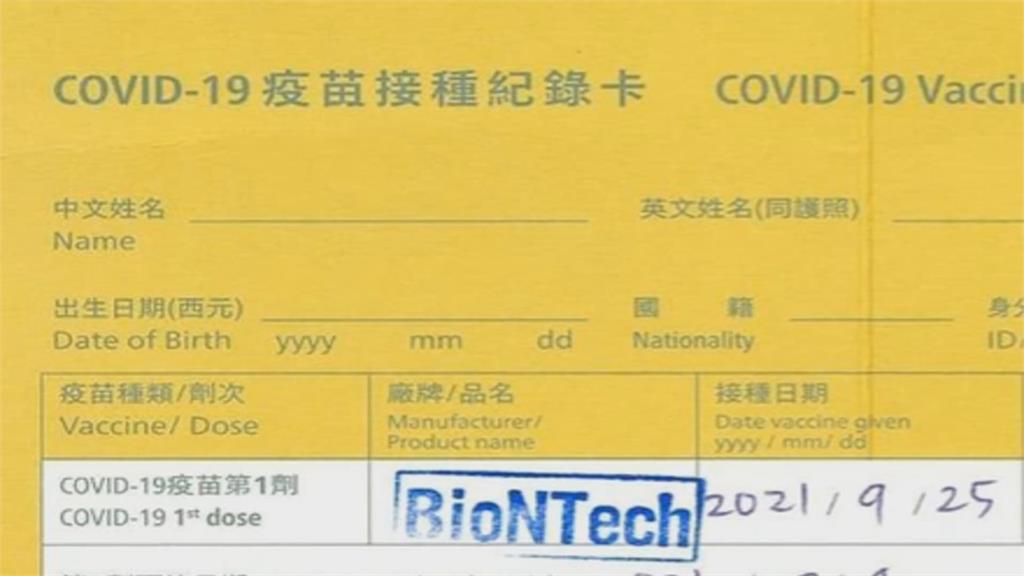 COVID-19 疫苗接種紀錄卡 COVID-19
中文姓名 英文姓名(同護照)
Name
出生日期(西元) 國 籍
Date of Birth yyyy mm dd Nationality
疫苗種類/劑次 廠牌/品名 接種日期
Vaccine/ Dose Manufacturer/ Date vaccine given
Product name yyyy / mm/ dd
COVID-19疫苗第1劑
COVID-19 1st dose BioNTech 2021/9/25